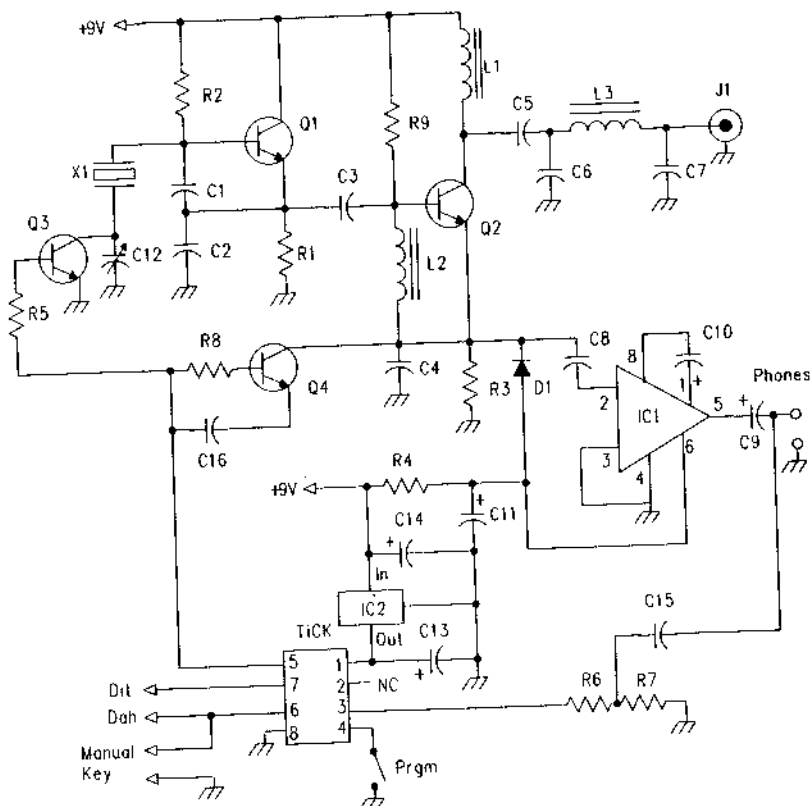 +9V
L1
R2
Q1
R9
C5
L3
J1
X1
C1
C3
C6
C7
Q3
Q2
C12
C2
R1
L2
R5
R8
C8
8
C10
Q4
C4
R3
D1
1 +
Phones
2
IC1
5
+
C16
3
6
C9
4
R4
+9V
+
C11
C14
+
In
IC2
C15
TiCK
Out
C13
5
1
+
R6
R7
Dit
7
2
NC
Dah
6
3
8
4
Manual
Key
Prgm